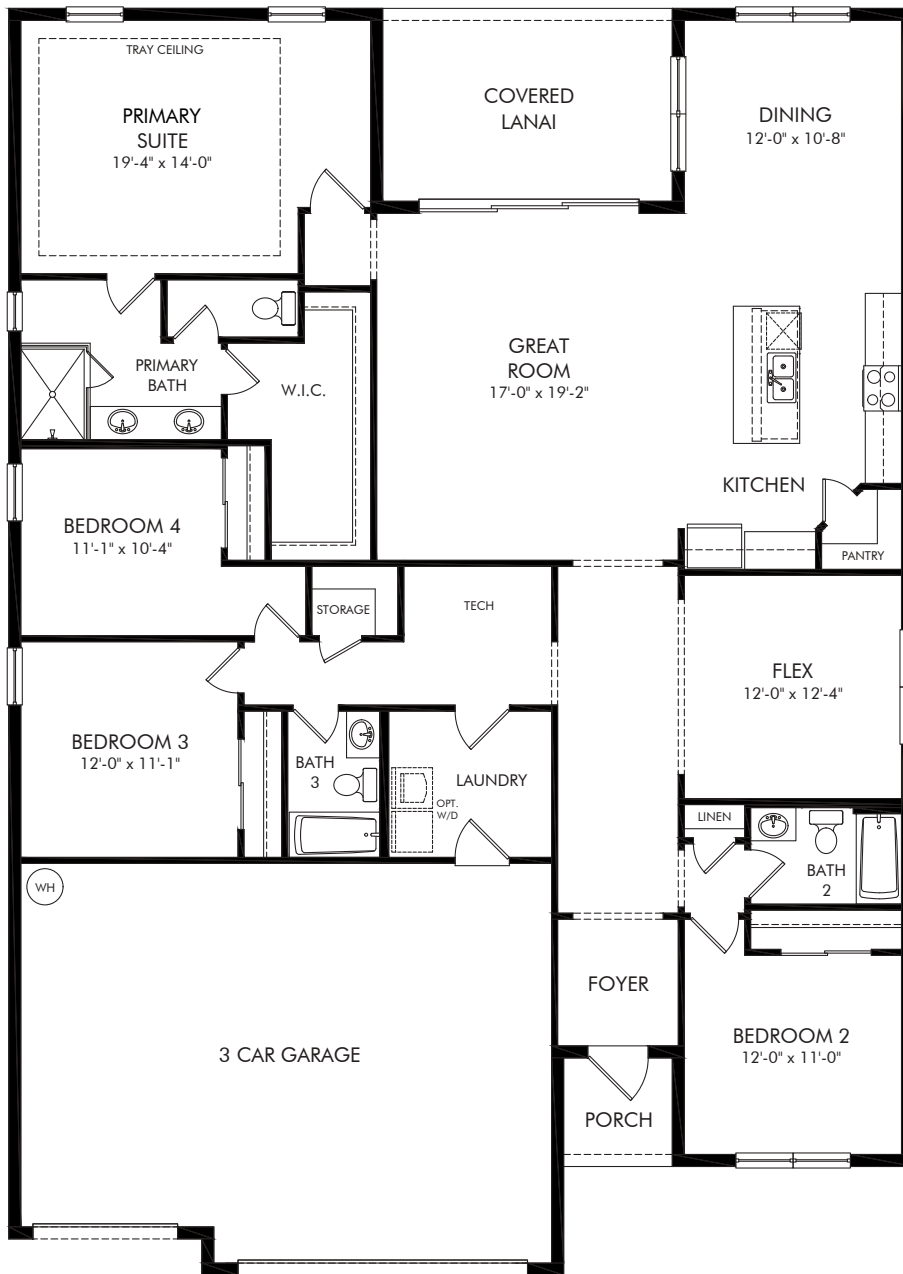 TRAY CEILING
PRIMARY
SUITE
19'-4" x 14'-0"
COVERED
LANAI
DINING
12'-0" x 10'-8"
PRIMARY
BATH
W.I.C.
GREAT
ROOM
17'-0" x 19'-2"
KITCHEN
PANTRY
BEDROOM 4
11'-1" x 10'-4"
STORAGE
TECH
FLEX
12'-0" x 12'-4"
BEDROOM 3
12'-0" x 11'-1"
BATH
3
OPT.
W/D
LAUNDRY
LINEN
BATH
2
WH
3 CAR GARAGE
FOYER
BEDROOM 2
12'-0" x 11'-0"
PORCH